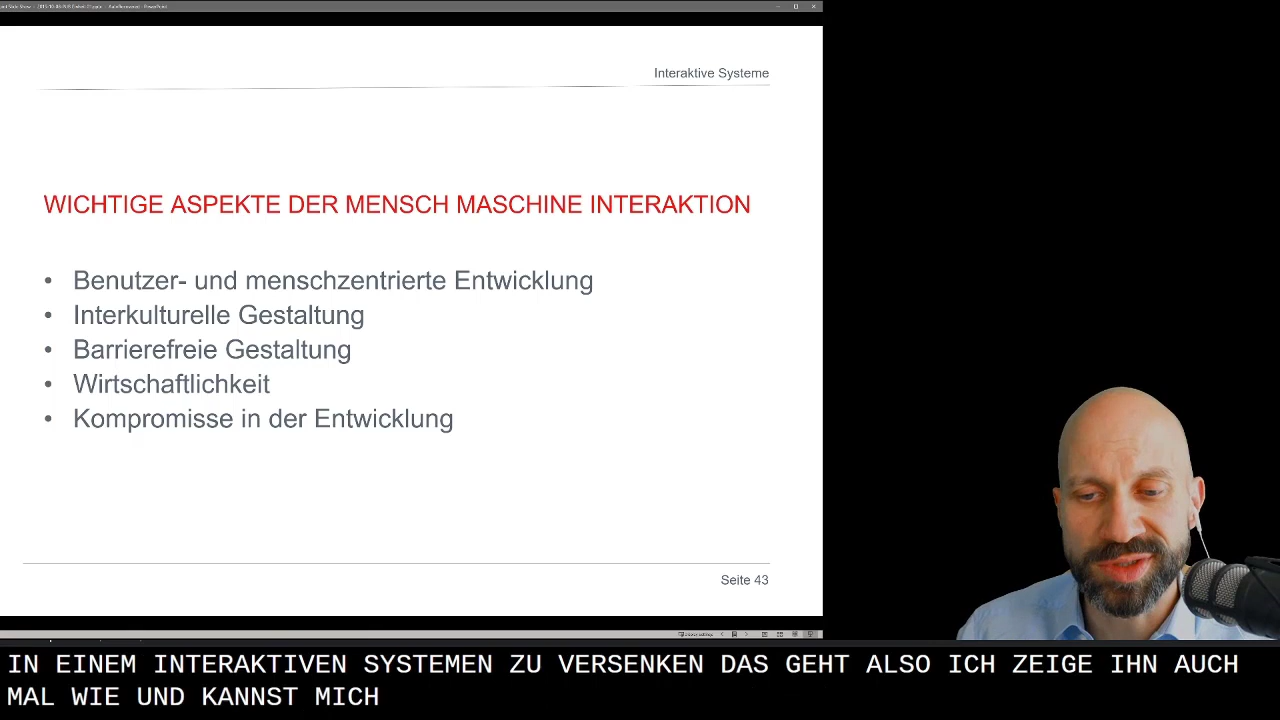 Interaktive Systeme
WICHTIGE ASPEKTE DER MENSCH MASCHINE INTERAKTION
• Benutzer- und menschzentrierte Entwicklung
• Interkulturelle Gestaltung
• Barrierefreie Gestaltung
• Wirtschaftlichkeit
• Kompromisse in der Entwicklung
Seite 43
IN EINEM INTERAKTIVEN SYSTEMEN ZU VERSENKEN DAS GEHT ALSO ICH ZEIGE IHN AUCH
MAL WIE UND KANNST MICH